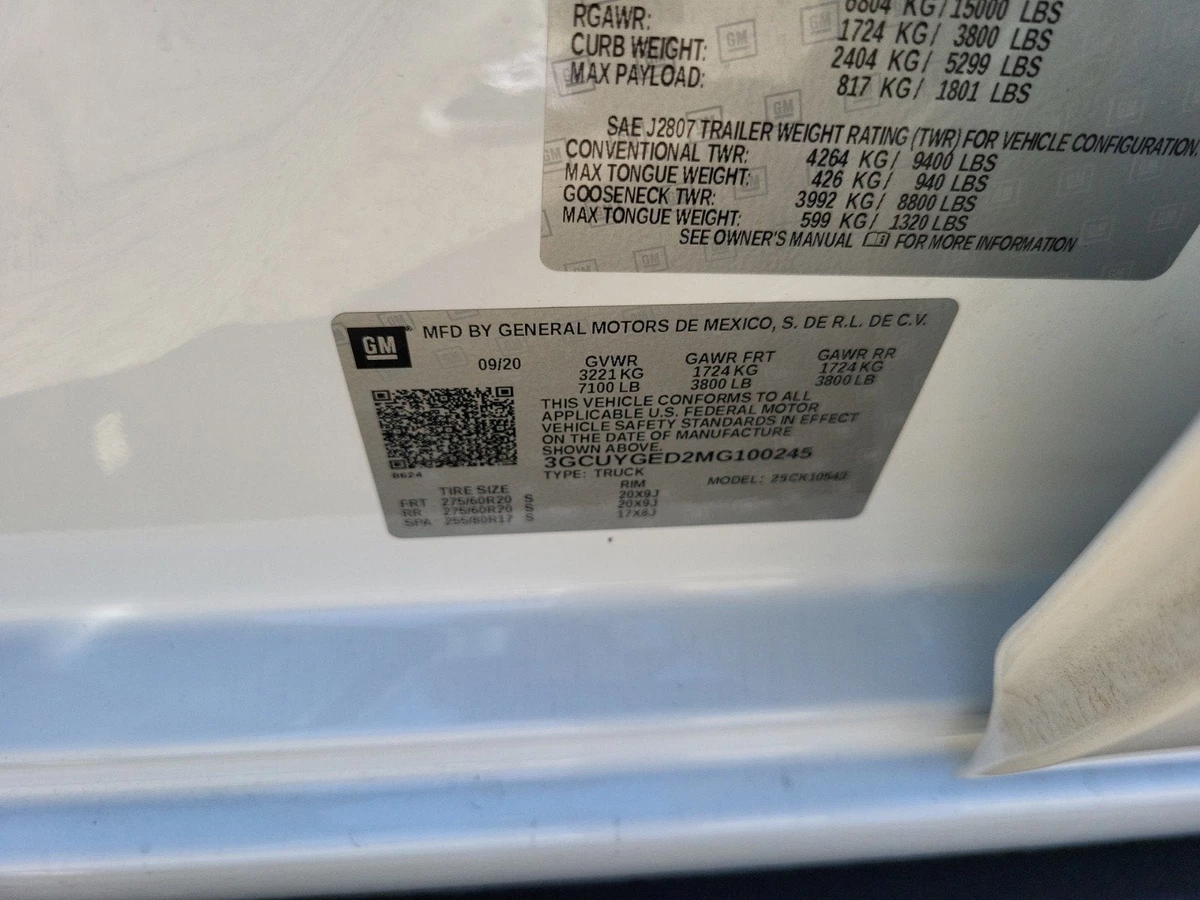 6804 KG/15000 LBS
RGAWR: 1724 KG/ 3800 LBS
CURB WEIGHT: 2404 KG/ 5299 LBS
MAX PAYLOAD: 817 KG/ 1801 LBS
SAE J2807 TRAILER WEIGHT RATING (TWR) FOR VEHICLE CONFIGURATION.
CONVENTIONAL TWR: 4264 KG/ 9400 LBS
MAX TONGUE WEIGHT: 426 KG/ 940 LBS
GOOSENECK TWR: 3992 KG/ 8800 LBS
MAX TONGUE WEIGHT: 599 KG/ 1320 LBS
SEE OWNER'S MANUAL FOR MORE INFORMATION
GM MFD BY GENERAL MOTORS DE MEXICO, S. DE R.L. DE C.V.
09/20 GVWR GAWR FRT GAWR RR
3221 KG 1724 KG 1724 KG
7100 LB 3800 LB 3800 LB
THIS VEHICLE CONFORMS TO ALL
APPLICABLE U.S. FEDERAL MOTOR
VEHICLE SAFETY STANDARDS IN EFFECT
ON THE DATE OF MANUFACTURE
SHOWN ABOVE.
3GCUYGED2MG100245
8624
TYPE: TRUCK MODEL: 2SCK10543
TIRE SIZE RIM
FRT 275/60R20 S 20X9J
RR 275/60R20 S 20X9J
SPA 255/80R17 S 17X8J